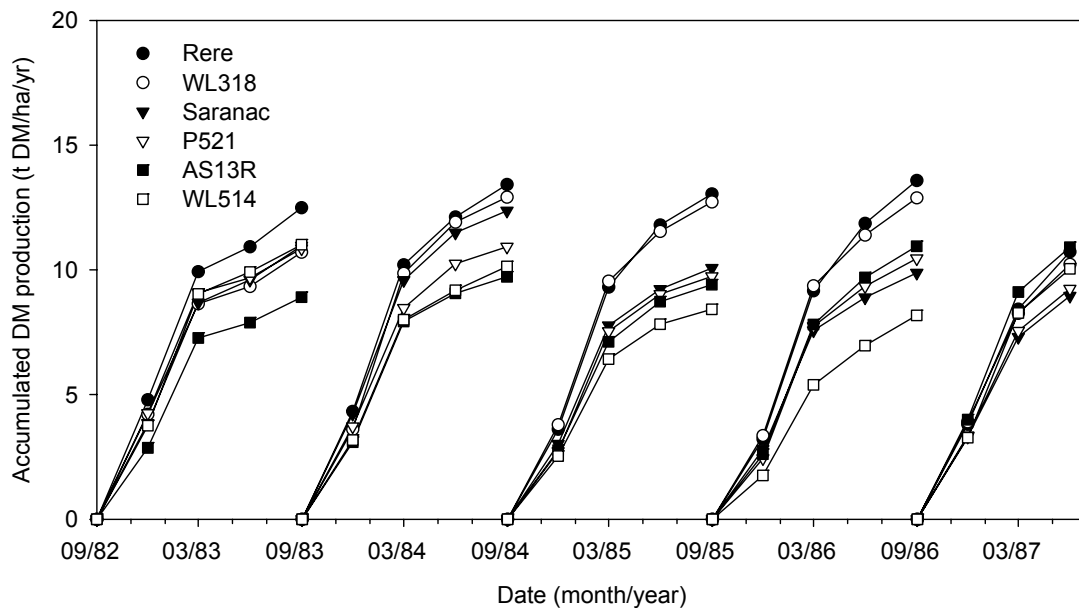 Accumulated DM production (t DM/ha/yr)
20
15
10
5
0
Rere
WL318
Saranac
P521
AS13R
WL514
09/82 03/83 09/83 03/84 09/84 03/85 09/85 03/86 09/86 03/87
Date (month/year)